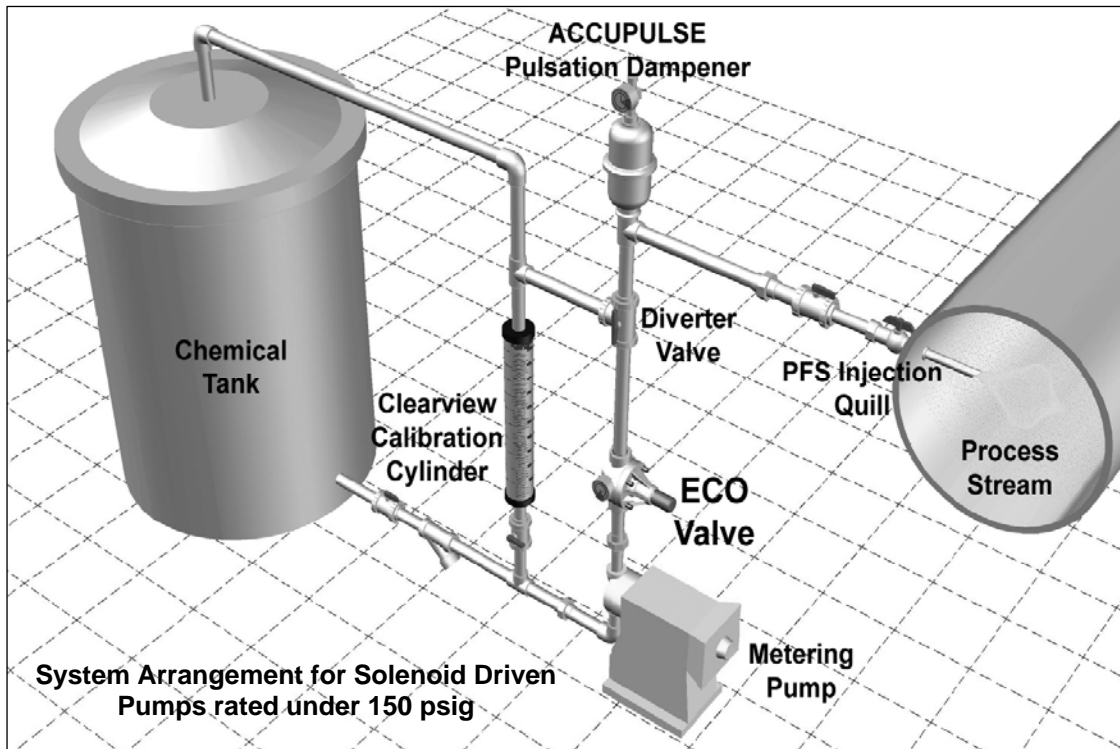 ACCUPULSE
Pulsation Dampener
Chemical
Tank
Clearview
Calibration
Cylinder
Diverter
Valve
PFS Injection
Quill
Process
Stream
ECO
Valve
Metering
Pump
System Arrangement for Solenoid Driven
Pumps rated under 150 psig